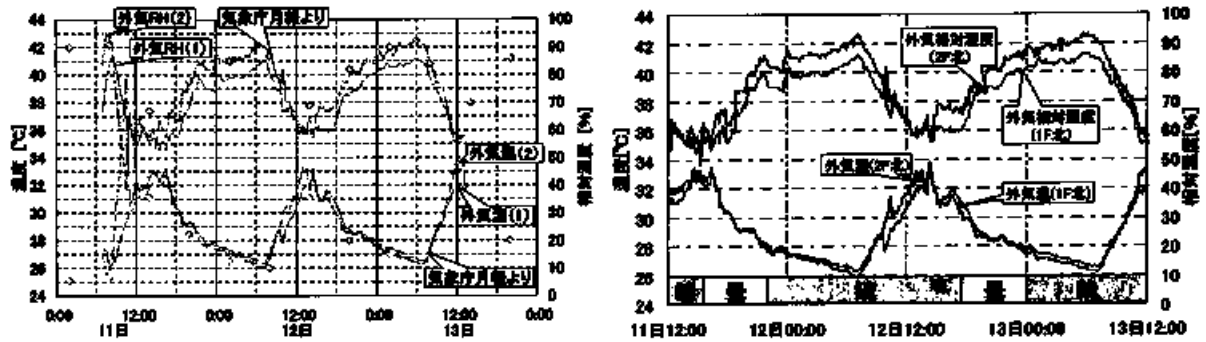 外気RH(2)
気象庁月報より
外気RH(1)
44
42
40
38
36
34
32
30
28
26
24
温度[℃]
100
90
80
70
60
50
40
30
20
10
0
相対湿度[%]
外気温(2)
外気温(1)
気象庁月報より
0:00
12:00
0:00
12:00
0:00
12:00
0:00
11日
12日
13日
44
42
40
38
36
34
32
30
28
26
24
温度[℃]
100
90
80
70
60
50
40
30
20
10
0
相対湿度[%]
外気相対湿度
(2F北)
外気相対湿度
(1F北)
外気温(2F北)
外気温(1F北)
11日12:00
12日00:00
12日12:00
13日00:00
13日12:00